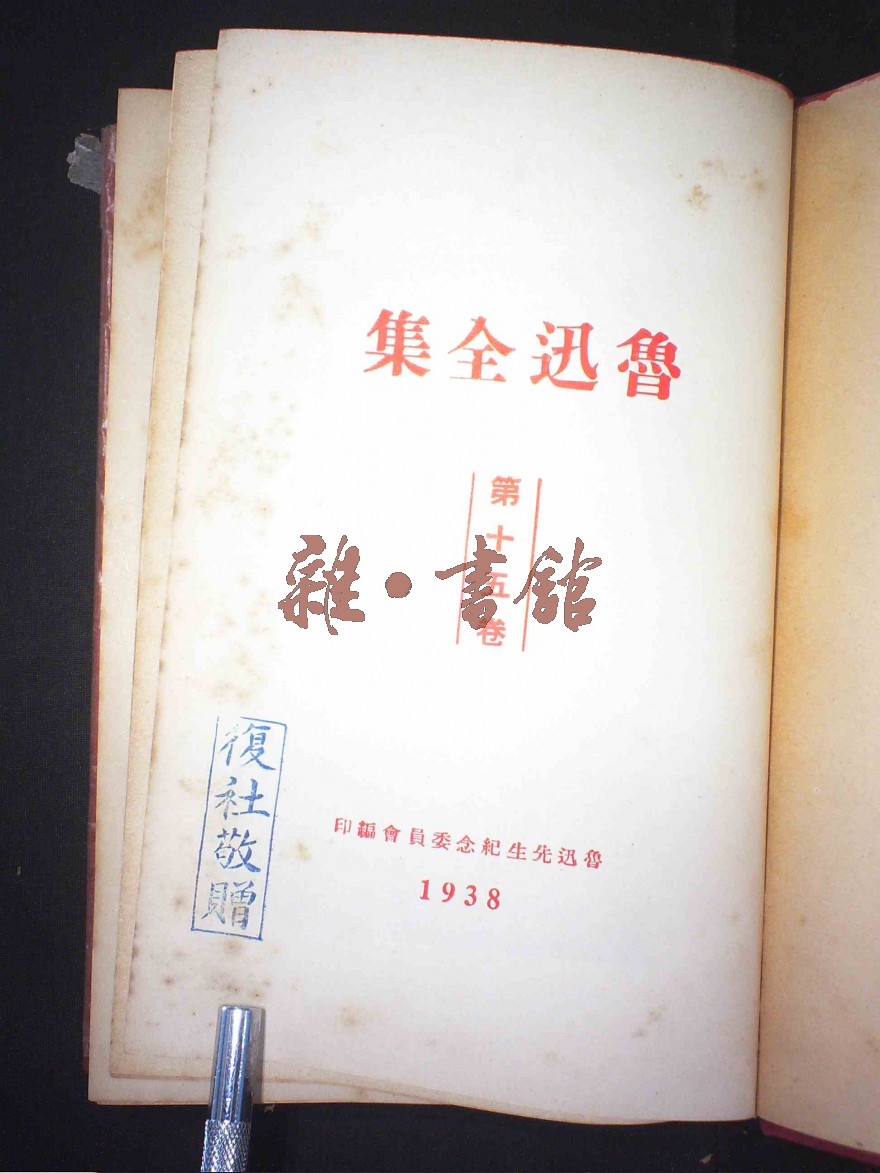 魯迅全集
第十五卷
雜·書館
復社敬贈
魯迅先生紀念委員會編印
1938